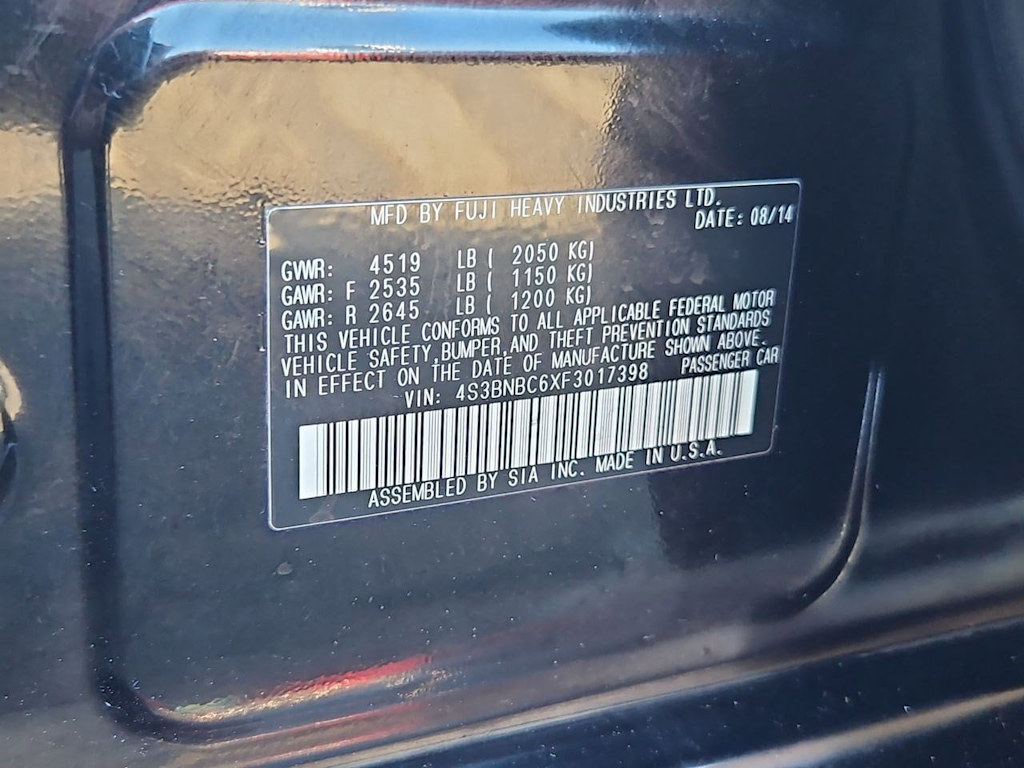 MFD BY FUJI HEAVY INDUSTRIES LTD.
DATE: 08/14
GVWR: 4519 LB ( 2050 KG)
GAWR: F 2535 LB ( 1150 KG)
GAWR: R 2645 LB ( 1200 KG)
THIS VEHICLE CONFORMS TO ALL APPLICABLE FEDERAL MOTOR
VEHICLE SAFETY, BUMPER, AND THEFT PREVENTION STANDARDS
IN EFFECT ON THE DATE OF MANUFACTURE SHOWN ABOVE.
VIN: 4S3BNBC6XF3017398 PASSENGER CAR
ASSEMBLED BY SIA INC. MADE IN U.S.A.